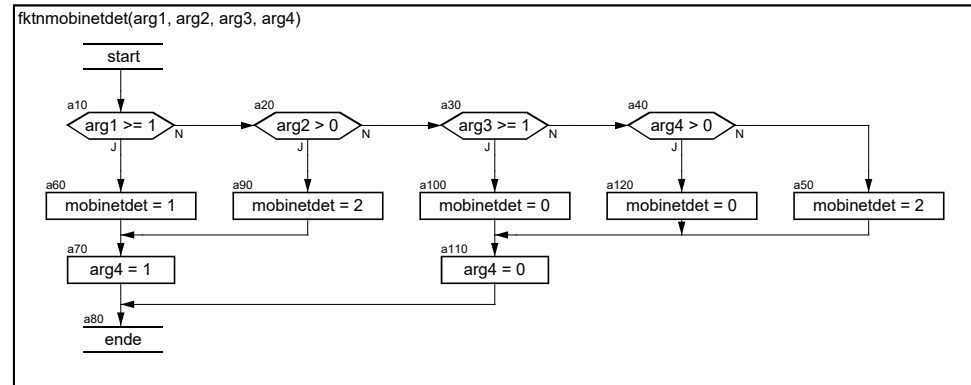 fktnmobinetdet(arg1, arg2, arg3, arg4)
start
a10
arg1 >= 1
N
J
a20
arg2 > 0
N
J
a30
arg3 >= 1
N
J
a40
arg4 > 0
N
J
a60
mobinetdet = 1
a90
mobinetdet = 2
a100
mobinetdet = 0
a120
mobinetdet = 0
a50
mobinetdet = 2
a70
arg4 = 1
a110
arg4 = 0
a80
ende